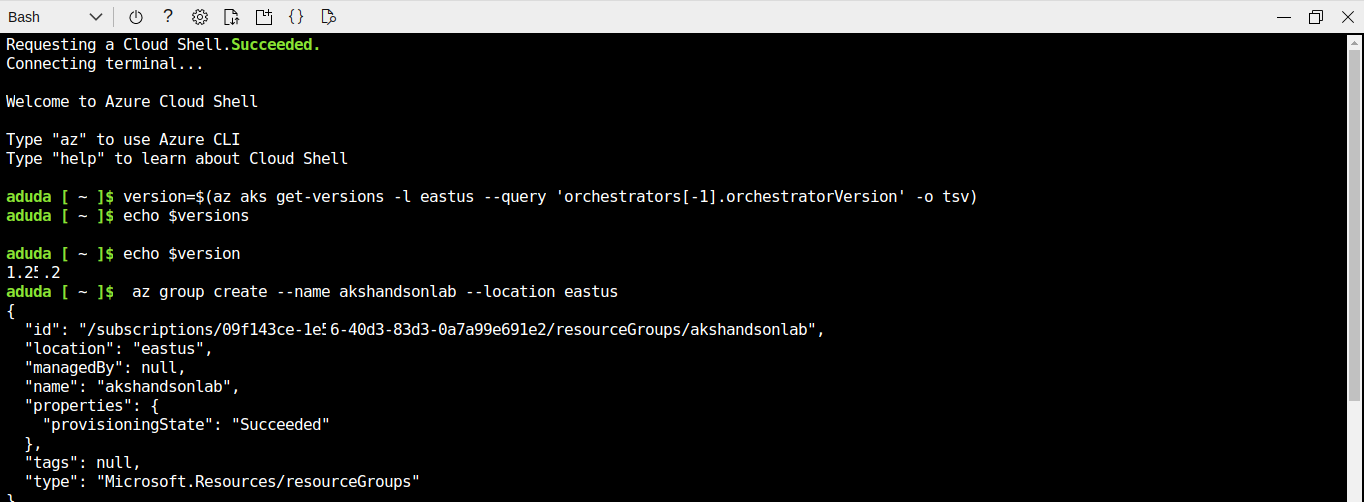 Bash
Requesting a Cloud Shell.Succeeded.
Connecting terminal...
Welcome to Azure Cloud Shell
Type "az" to use Azure CLI
Type "help" to learn about Cloud Shell
aduda [ ~ ]$ version=$(az aks get-versions -l eastus --query 'orchestrators[-1].orchestratorVersion' -o tsv)
aduda [ ~ ]$ echo $versions
aduda [ ~ ]$ echo $version
1.25.2
aduda [ ~ ]$  az group create --name akshandsonlab --location eastus
{
  "id": "/subscriptions/09f143ce-1e56-40d3-83d3-0a7a99e691e2/resourceGroups/akshandsonlab",
  "location": "eastus",
  "managedBy": null,
  "name": "akshandsonlab",
  "properties": {
    "provisioningState": "Succeeded"
  },
  "tags": null,
  "type": "Microsoft.Resources/resourceGroups"
}